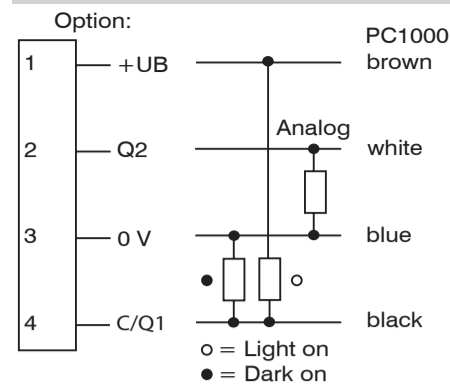 Option:
PC1000
1 +UB brown
Analog
2 Q2 white
3 0 V blue
4 C/Q1 black
○ = Light on
● = Dark on